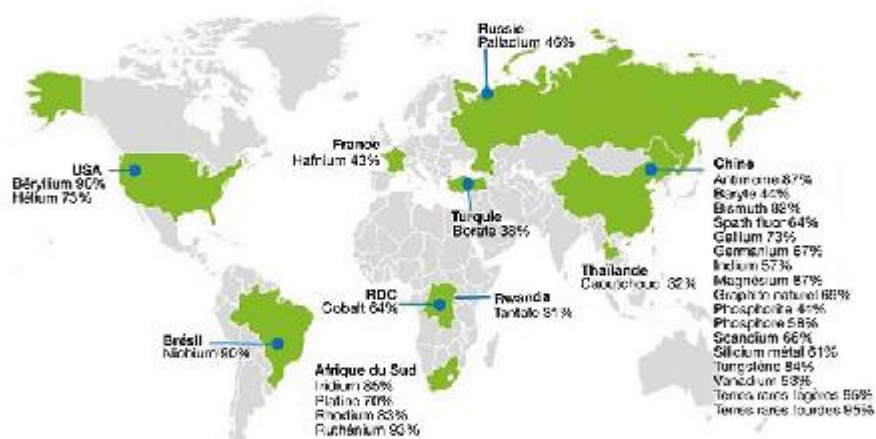 Russie
Palladium 46%
France
Hafnium 43%
USA
Béryllium 90%
Hélium 73%
Turquie
Borate 38%
Chine
Antimoine 87%
Baryte 44%
Bismuth 82%
Spath fluor 64%
Gallium 73%
Germanium 67%
Indium 57%
Magnésium 87%
Graphite naturel 69%
Phosphorite 44%
Phosphore 58%
Scandium 66%
Silicium métal 61%
Tungstène 84%
Vanadium 53%
Terres rares légères 95%
Terres rares lourdes 95%
Thaïlande
Caoutchouc 32%
RDC
Cobalt 64%
Rwanda
Tantale 31%
Brésil
Niobium 90%
Afrique du Sud
Iridium 85%
Platine 70%
Rhodium 83%
Ruthénium 93%